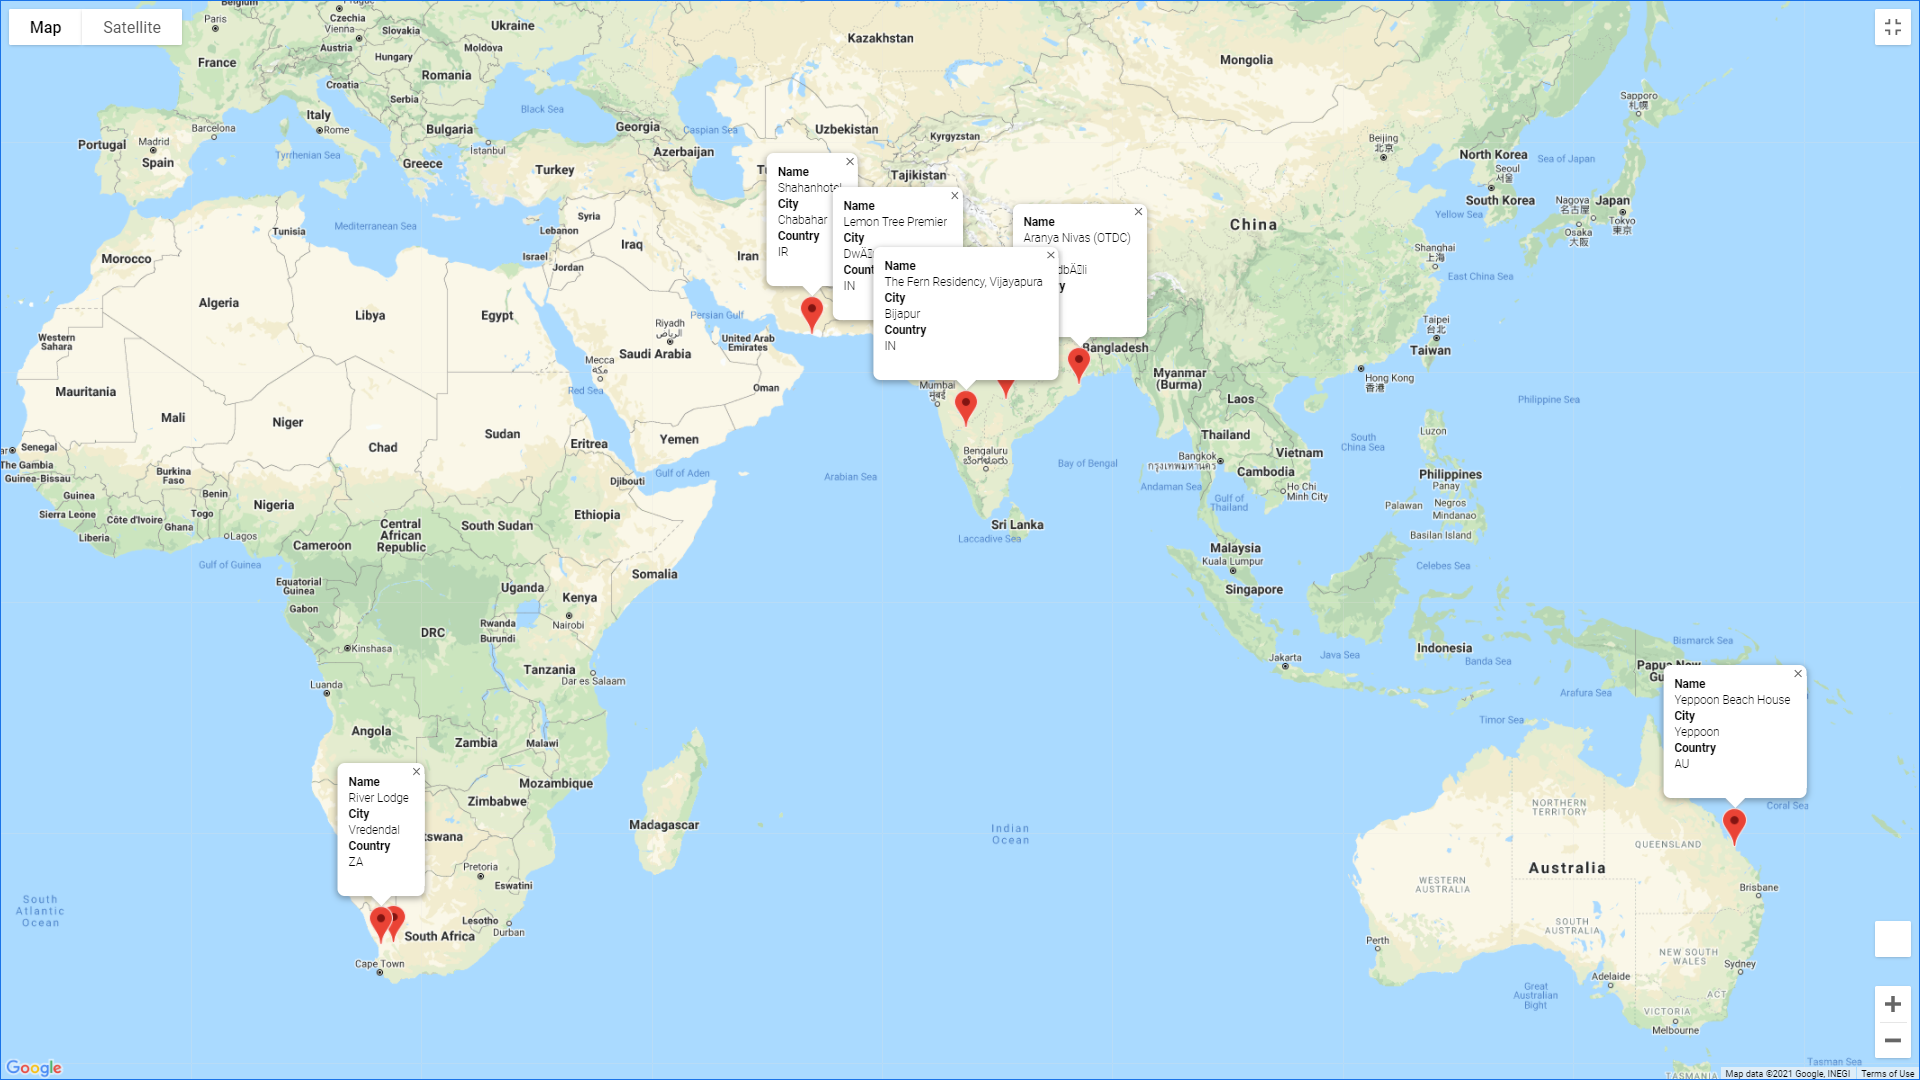 Map
Satellite
Belgium
Paris
Czechia
Vienna
Slovakia
Ukraine
Kazakhstan
Mongolia
Austria
Moldova
France
Hungary
Romania
Croatia
Serbia
Sapporo
札幌
Italy
Rome
Black Sea
Barcelona
Bulgaria
Georgia
Caspian Sea
Uzbekistan
Kyrgyzstan
Beijing
北京
Portugal
Madrid
Spain
Tyrrhenian Sea
Istanbul
Azerbaijan
North Korea
Sea of Japan
Greece
Turkey
Tajikistan
Seoul
서울
South Korea
Nagoya
名古屋
Japan
Tokyo
東京
Osaka
大阪
Yellow Sea
Name
Shahanhotel
City
Chabahar
Country
IR
Name
Lemon Tree Premier
City
IN
Name
Aranya Nivas (OTDC)
Name
The Fern Residency, Vijayapura
City
Bijapur
Country
IN
China
Syria
Mediterranean Sea
Tunisia
Lebanon
Iraq
Israel
Jordan
Iran
Morocco
Shanghai
上海市
East China Sea
Algeria
Libya
Egypt
Persian Gulf
Riyadh
الرياض
Western
Sahara
Saudi Arabia
United Arab
Emirates
Mecca
مكة
Taipei
台北
Taiwan
Bangladesh
Myanmar
(Burma)
Hong Kong
香港
Mauritania
Oman
Red Sea
Mumbai
मुंबई
Laos
Philippine Sea
Mali
Niger
Chad
Sudan
Eritrea
Yemen
Thailand
South
China Sea
Luzon
Senegal
The Gambia
Guinea-Bissau
Burkina
Faso
Gulf of Aden
Djibouti
Arabian Sea
Bengaluru
ಬೆಂಗಳೂರು
Bay of Bengal
Bangkok
กรุงเทพมหานคร
Vietnam
Cambodia
Philippines
Panay
Guinea
Benin
Nigeria
Andaman Sea
Gulf of
Thailand
Ho Chi
Minh City
Palawan
Negros
Mindanao
Sierra Leone
Côte d'Ivoire
Togo
Ghana
Liberia
Lagos
Central
African
Republic
South Sudan
Ethiopia
Sri Lanka
Laccadive Sea
Basilan Island
Cameroon
Gulf of Guinea
Malaysia
Kuala Lumpur
Celebes Sea
Equatorial
Guinea
Uganda
Kenya
Somalia
Singapore
Gabon
Rwanda
Burundi
Nairobi
DRC
Kinshasa
Indonesia
Banda Sea
Bismarck Sea
Jakarta
Java Sea
Tanzania
Dar es Salaam
Luanda
Arafura Sea
Timor Sea
Name
Yeppoon Beach House
City
Yeppoon
Country
AU
Angola
Zambia
Malawi
Mozambique
Zimbabwe
Name
River Lodge
City
Vredendal
Country
ZA
Madagascar
Indian
Ocean
NORTHERN
TERRITORY
Coral Sea
QUEENSLAND
Australia
Pretoria
Eswatini
WESTERN
AUSTRALIA
Brisbane
South
Atlantic
Ocean
Lesotho
Durban
South Africa
SOUTH
AUSTRALIA
Perth
NEW SOUTH
WALES
Cape Town
Adelaide
Sydney
Great
Australian
Bight
ACT
VICTORIA
Melbourne
Tasman Sea
TASMANIA
Google
Map data ©2021 Google, INEGI
Terms of Use